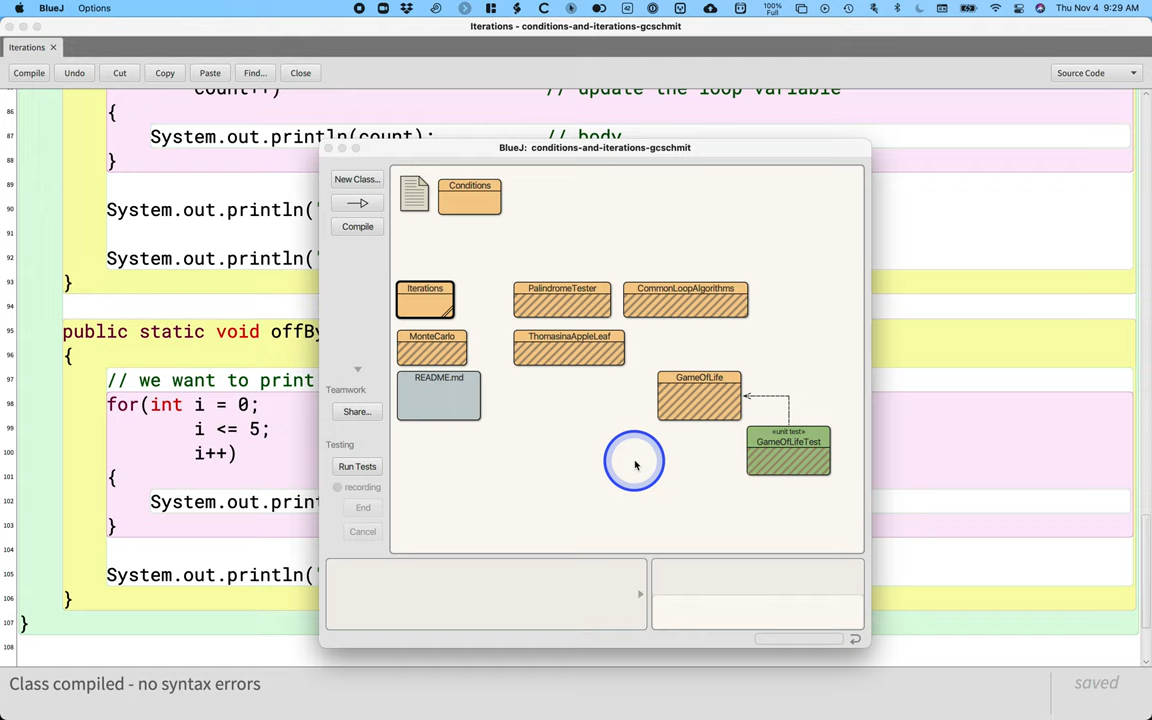 BlueJ Options 42 100% Full Thu Nov 4 9:29 AM
Iterations - conditions-and-iterations-gcschmit
Iterations
Compile Undo Cut Copy Paste Find... Close Source Code
86 count++) // update the loop variable
{
87 System.out.println(count); // body
88 }
89
90 System.out.println('
91
92 System.out.println('
93 }
94
95 public static void offBy
96 {
97 // we want to print
98 for(int i = 0;
99 i <= 5;
100 i++)
101 {
102 System.out.print
103 }
104
105 System.out.println('
106 }
107 }
108
BlueJ: conditions-and-iterations-gcschmit
New Class...
Compile
Teamwork
Share...
Testing
Run Tests
recording
End
Cancel
Conditions
Iterations PalindromeTester CommonLoopAlgorithms
MonteCarlo ThomasinaAppleLeaf
README.md GameOfLife
«unit test»
GameOfLifeTest
Class compiled - no syntax errors saved